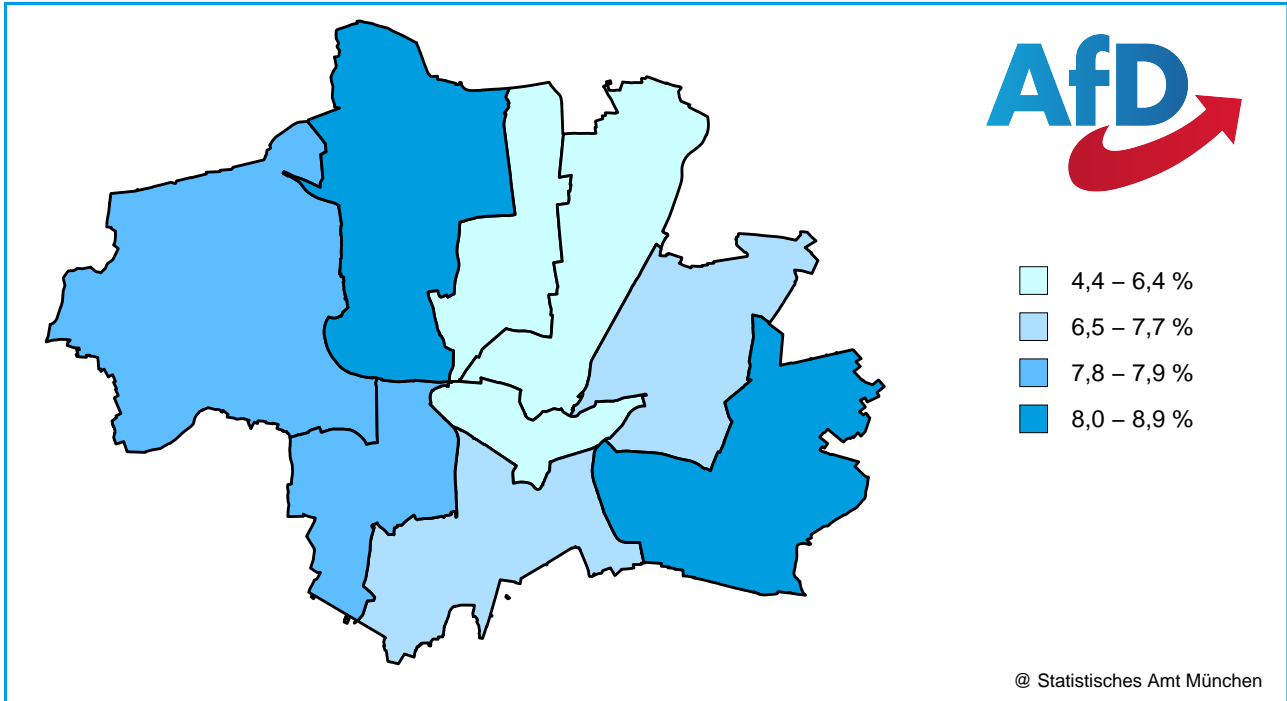 AfD
4,4 – 6,4 %
6,5 – 7,7 %
7,8 – 7,9 %
8,0 – 8,9 %
@ Statistisches Amt München